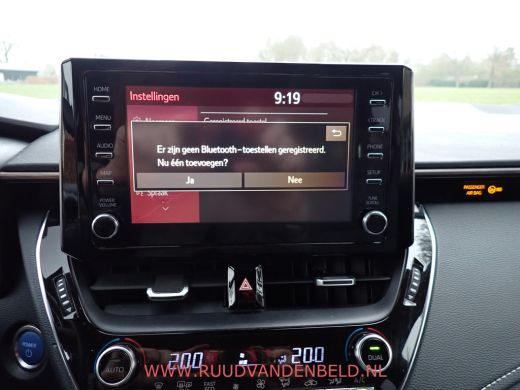 HOME
MENU
AUDIO
MAP
POWER
VOLUME
Instellingen
9:19
Geregistreerd toestel
Er zijn geen Bluetooth-toestellen geregistreerd.
Nu één toevoegen?
Ja
Nee
Spraak
CH >
< TRACK
PHONE
SETUP
TUNE
SCROLL
PASSENGER
AIR BAG
POWER
AUTO
20.0
20.0
DUAL
A/C
WWW.RUUDVANDENBELD.NL